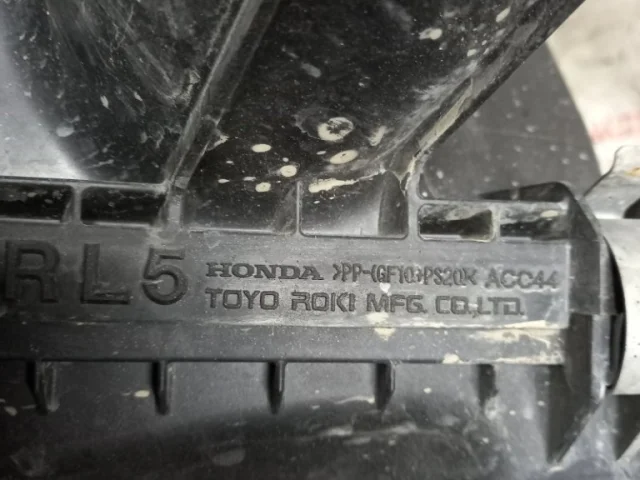 RL5 HONDA >PP-(GF10)PS20< ACC44
TOYO ROKI MFG. CO.,LTD.